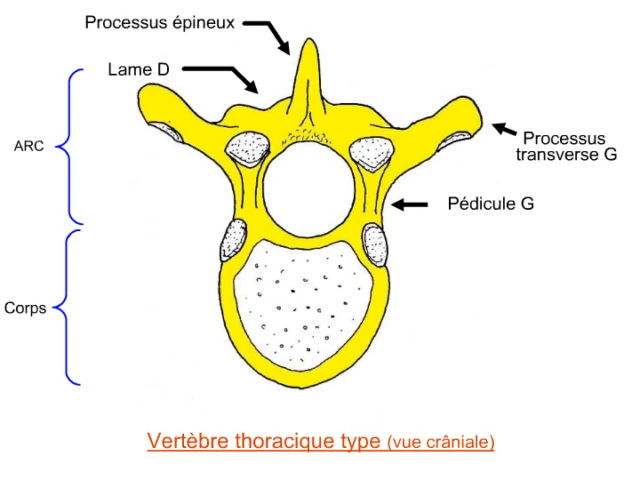 Processus épineux
Lame D
ARC
Processus
transverse G
Pédicule G
Corps
Vertèbre thoracique type (vue crâniale)